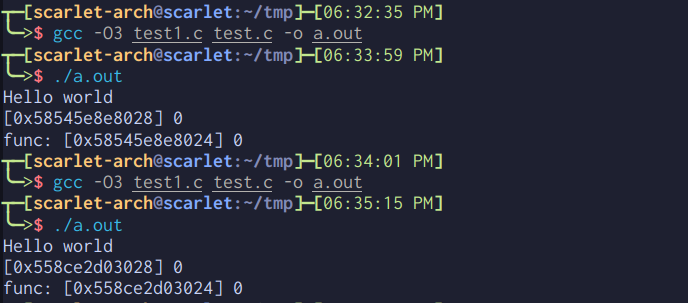 ┬─[scarlet-arch@scarlet:~/tmp]─[06:32:35 PM]
╰─>$ gcc -O3 test1.c test.c -o a.out
┬─[scarlet-arch@scarlet:~/tmp]─[06:33:59 PM]
╰─>$ ./a.out
Hello world
[0x58545e8e8028] 0
func: [0x58545e8e8024] 0
┬─[scarlet-arch@scarlet:~/tmp]─[06:34:01 PM]
╰─>$ gcc -O3 test1.c test.c -o a.out
┬─[scarlet-arch@scarlet:~/tmp]─[06:35:15 PM]
╰─>$ ./a.out
Hello world
[0x558ce2d03028] 0
func: [0x558ce2d03024] 0